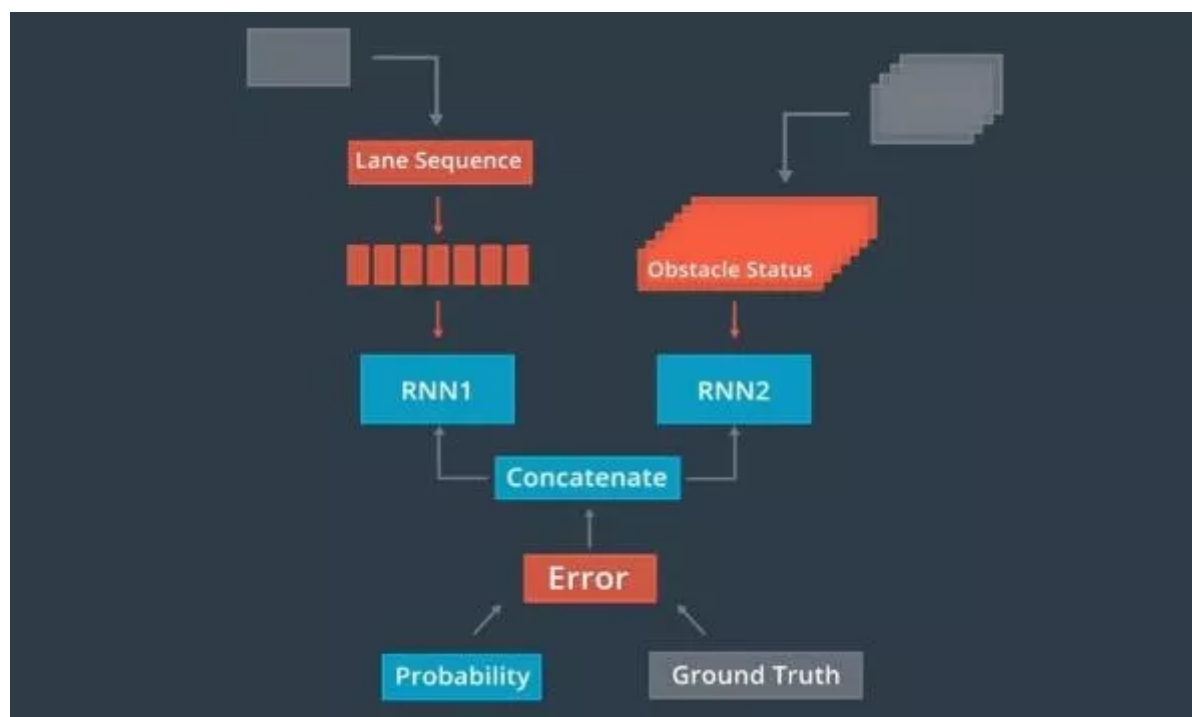 Lane Sequence
Obstacle Status
RNN1
RNN2
Concatenate
Error
Probability
Ground Truth